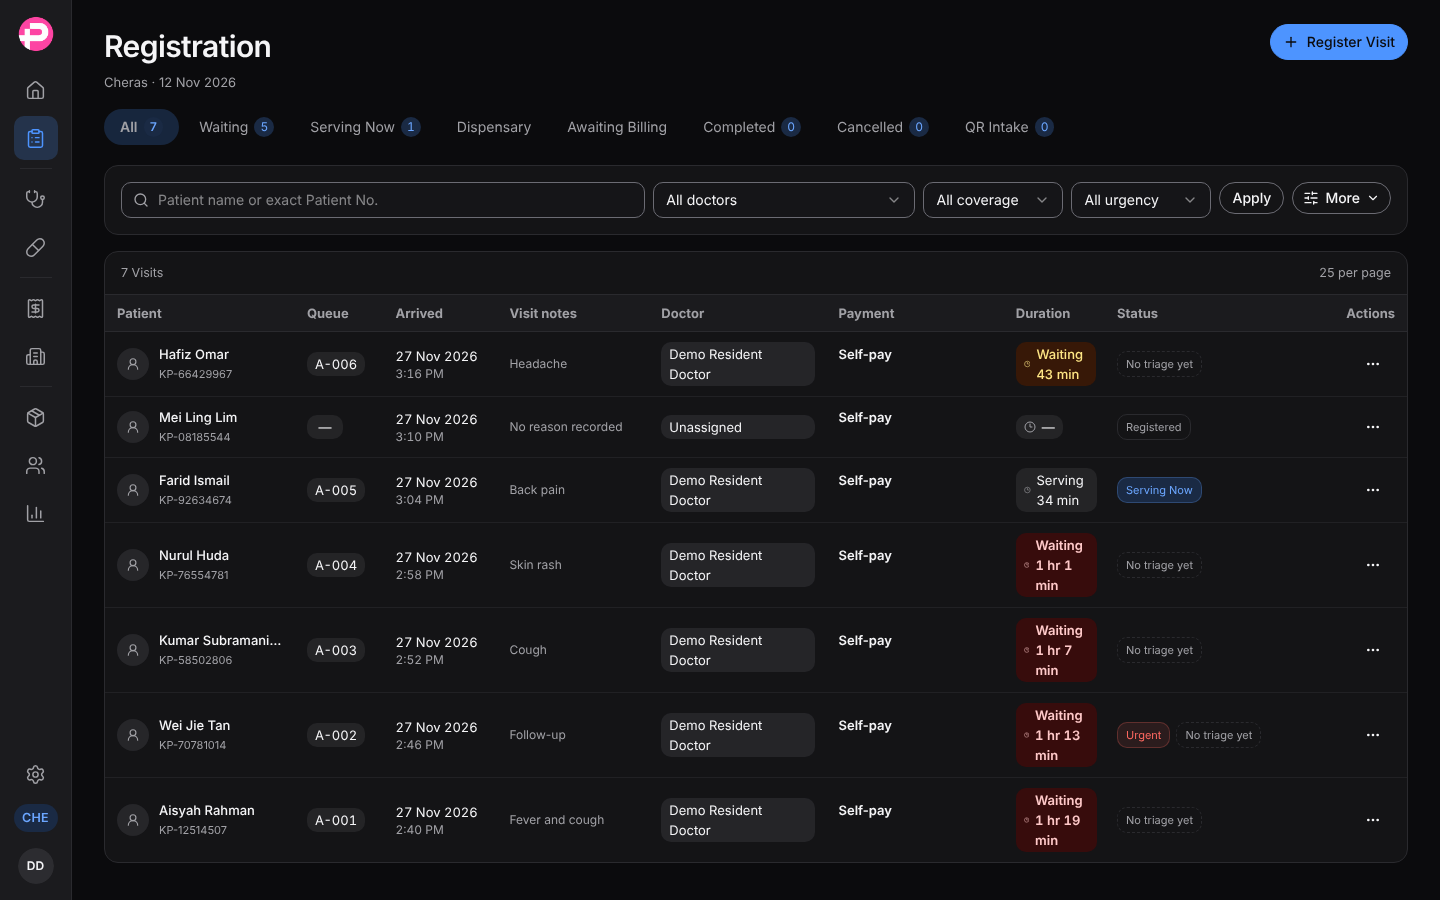 Registration
Register Visit
Cheras · 12 Nov 2026
All 7
Waiting 5
Serving Now 1
Dispensary
Awaiting Billing
Completed 0
Cancelled 0
QR Intake 0
Patient name or exact Patient No.
All doctors
All coverage
All urgency
Apply
More
7 Visits
25 per page
Patient Queue Arrived Visit notes Doctor Payment Duration Status Actions
Hafiz Omar
KP-66429967
A-006
27 Nov 2026
3:16 PM
Headache
Demo Resident
Doctor
Self-pay
Waiting
43 min
No triage yet
Mei Ling Lim
KP-08185544
—
27 Nov 2026
3:10 PM
No reason recorded
Unassigned
Self-pay
—
Registered
Farid Ismail
KP-92634674
A-005
27 Nov 2026
3:04 PM
Back pain
Demo Resident
Doctor
Self-pay
Serving
34 min
Serving Now
Nurul Huda
KP-76554781
A-004
27 Nov 2026
2:58 PM
Skin rash
Demo Resident
Doctor
Self-pay
Waiting
1 hr 1
min
No triage yet
Kumar Subramani...
KP-58502806
A-003
27 Nov 2026
2:52 PM
Cough
Demo Resident
Doctor
Self-pay
Waiting
1 hr 7
min
No triage yet
Wei Jie Tan
KP-70781014
A-002
27 Nov 2026
2:46 PM
Follow-up
Demo Resident
Doctor
Self-pay
Waiting
1 hr 13
min
Urgent
No triage yet
Aisyah Rahman
KP-12514507
A-001
27 Nov 2026
2:40 PM
Fever and cough
Demo Resident
Doctor
Self-pay
Waiting
1 hr 19
min
No triage yet
CHE
DD